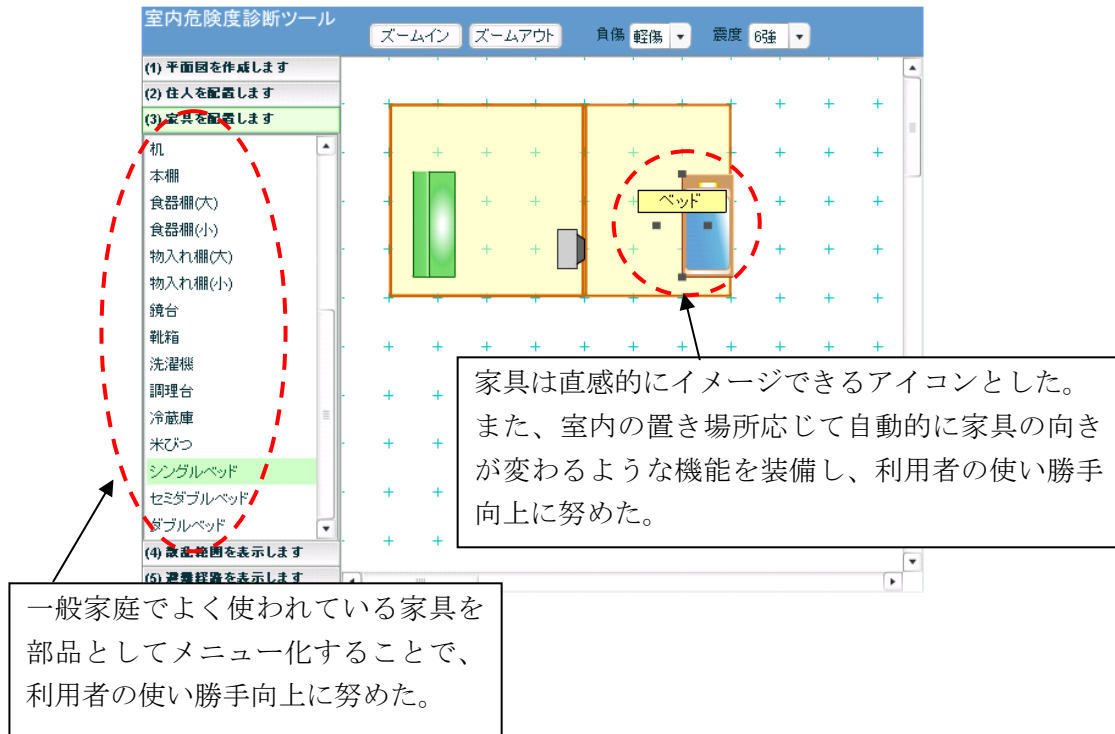 室内危険度診断ツール
ズームイン ズームアウト 負傷 軽傷 震度 6強
(1) 平面図を作成します
(2) 住人を配置します
(3) 家具を配置します
机
本棚
食器棚(大)
食器棚(小)
物入れ棚(大)
物入れ棚(小)
鏡台
靴箱
洗濯機
調理台
冷蔵庫
米びつ
シングルベッド
セミダブルベッド
ダブルベッド
(4) 散乱範囲を表示します
(5) 避難経路を表示します
ベッド
家具は直感的にイメージできるアイコンとした。
また、室内の置き場所応じて自動的に家具の向き
が変わるような機能を装備し、利用者の使い勝手
向上に努めた。
一般家庭でよく使われている家具を
部品としてメニュー化することで、
利用者の使い勝手向上に努めた。